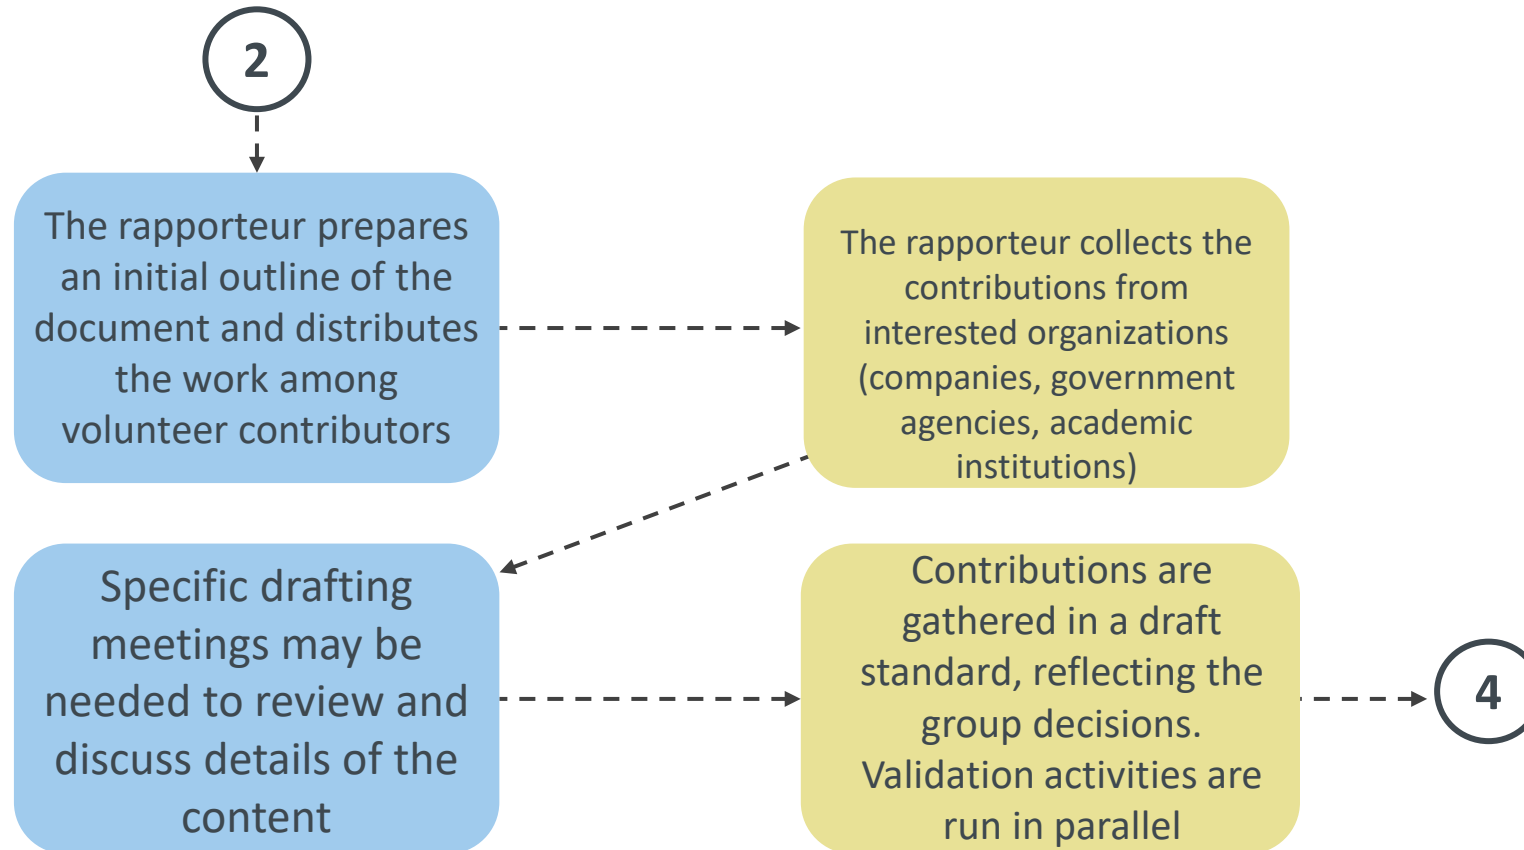 2
The rapporteur prepares
an initial outline of the
document and distributes
the work among
volunteer contributors
The rapporteur collects the
contributions from
interested organizations
(companies, government
agencies, academic
institutions)
Specific drafting
meetings may be
needed to review and
discuss details of the
content
Contributions are
gathered in a draft
standard, reflecting the
group decisions.
Validation activities are
run in parallel
4